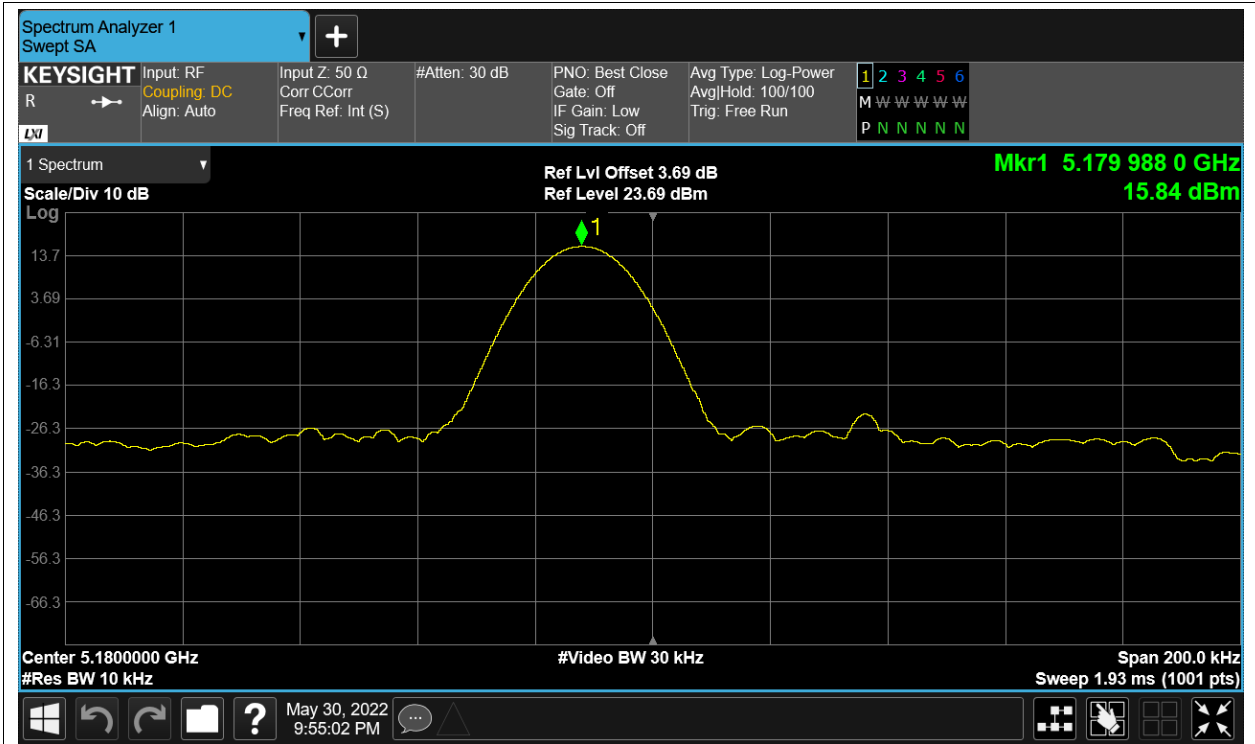 Spectrum Analyzer 1
Swept SA
KEYSIGHT
R
LXI
Input: RF
Coupling: DC
Align: Auto
Input Z: 50 Ω
Corr CCorr
Freq Ref: Int (S)
#Atten: 30 dB
PNO: Best Close
Gate: Off
IF Gain: Low
Sig Track: Off
Avg Type: Log-Power
Avg|Hold: 100/100
Trig: Free Run
1 2 3 4 5 6
M W W W W W
P N N N N N
1 Spectrum
Scale/Div 10 dB
Log
Ref Lvl Offset 3.69 dB
Ref Level 23.69 dBm
Mkr1 5.179 988 0 GHz
15.84 dBm
1
13.7
3.69
-6.31
-16.3
-26.3
-36.3
-46.3
-56.3
-66.3
Center 5.1800000 GHz
#Res BW 10 kHz
#Video BW 30 kHz
Span 200.0 kHz
Sweep 1.93 ms (1001 pts)
?
May 30, 2022
9:55:02 PM